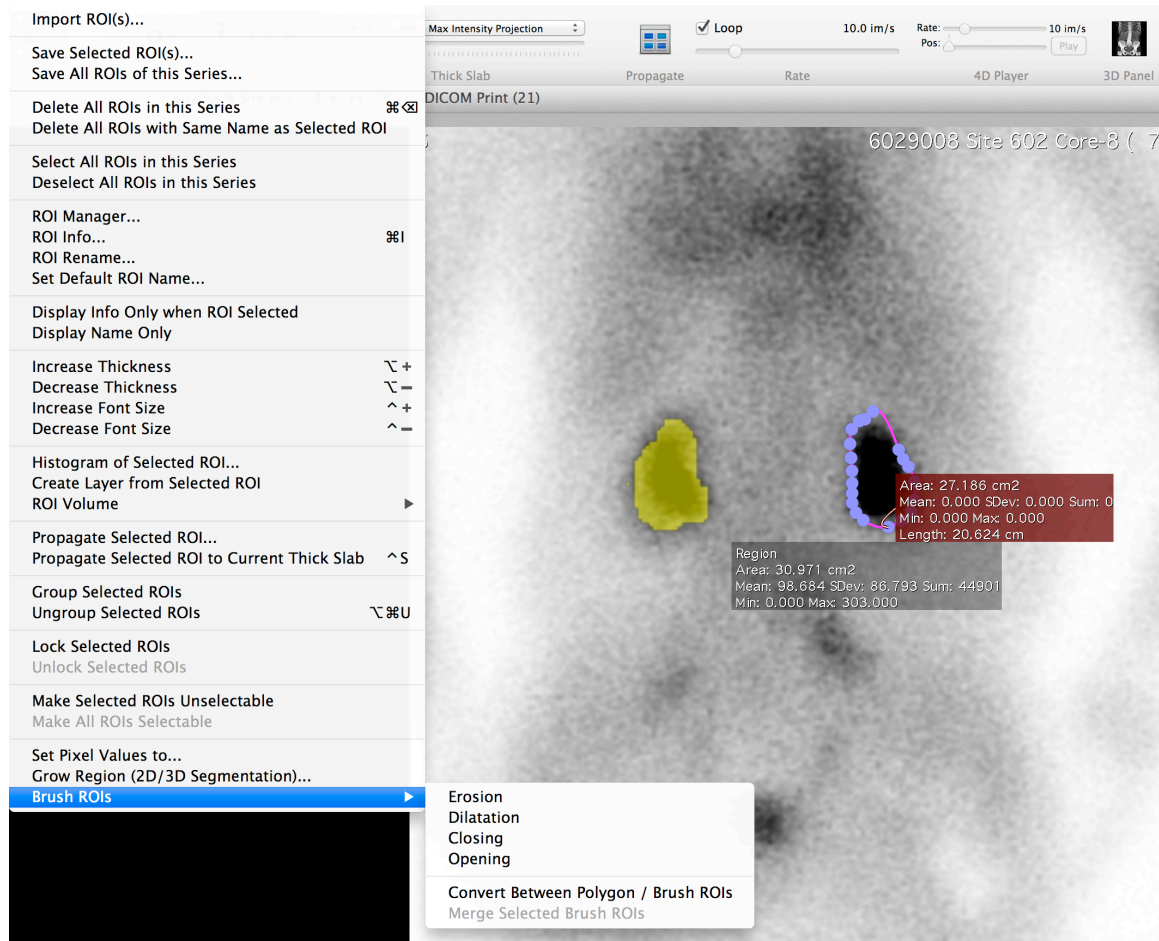 Import ROI(s)...
Save Selected ROI(s)...
Save All ROIs of this Series...
Delete All ROIs in this Series ⌘⌫
Delete All ROIs with Same Name as Selected ROI
Select All ROIs in this Series
Deselect All ROIs in this Series
ROI Manager...
ROI Info... ⌘I
ROI Rename...
Set Default ROI Name...
Display Info Only when ROI Selected
Display Name Only
Increase Thickness ⌥+
Decrease Thickness ⌥−
Increase Font Size ^+
Decrease Font Size ^−
Histogram of Selected ROI...
Create Layer from Selected ROI
ROI Volume ▶
Propagate Selected ROI...
Propagate Selected ROI to Current Thick Slab ^S
Group Selected ROIs
Ungroup Selected ROIs ⌥⌘U
Lock Selected ROIs
Unlock Selected ROIs
Make Selected ROIs Unselectable
Make All ROIs Selectable
Set Pixel Values to...
Grow Region (2D/3D Segmentation)...
Brush ROIs ▶
Erosion
Dilatation
Closing
Opening
Convert Between Polygon / Brush ROIs
Merge Selected Brush ROIs
Max Intensity Projection
Thick Slab
Propagate
Loop 10.0 im/s
Rate
Rate: 10 im/s
Pos: Play
4D Player
3D Panel
DICOM Print (21)
6029008 Site 602 Core-8 ( 7
Area: 27.186 cm2
Mean: 0.000 SDev: 0.000 Sum: 0
Min: 0.000 Max: 0.000
Length: 20.624 cm
Region
Area: 30.971 cm2
Mean: 98.684 SDev: 86.793 Sum: 44901
Min: 0.000 Max: 303.000